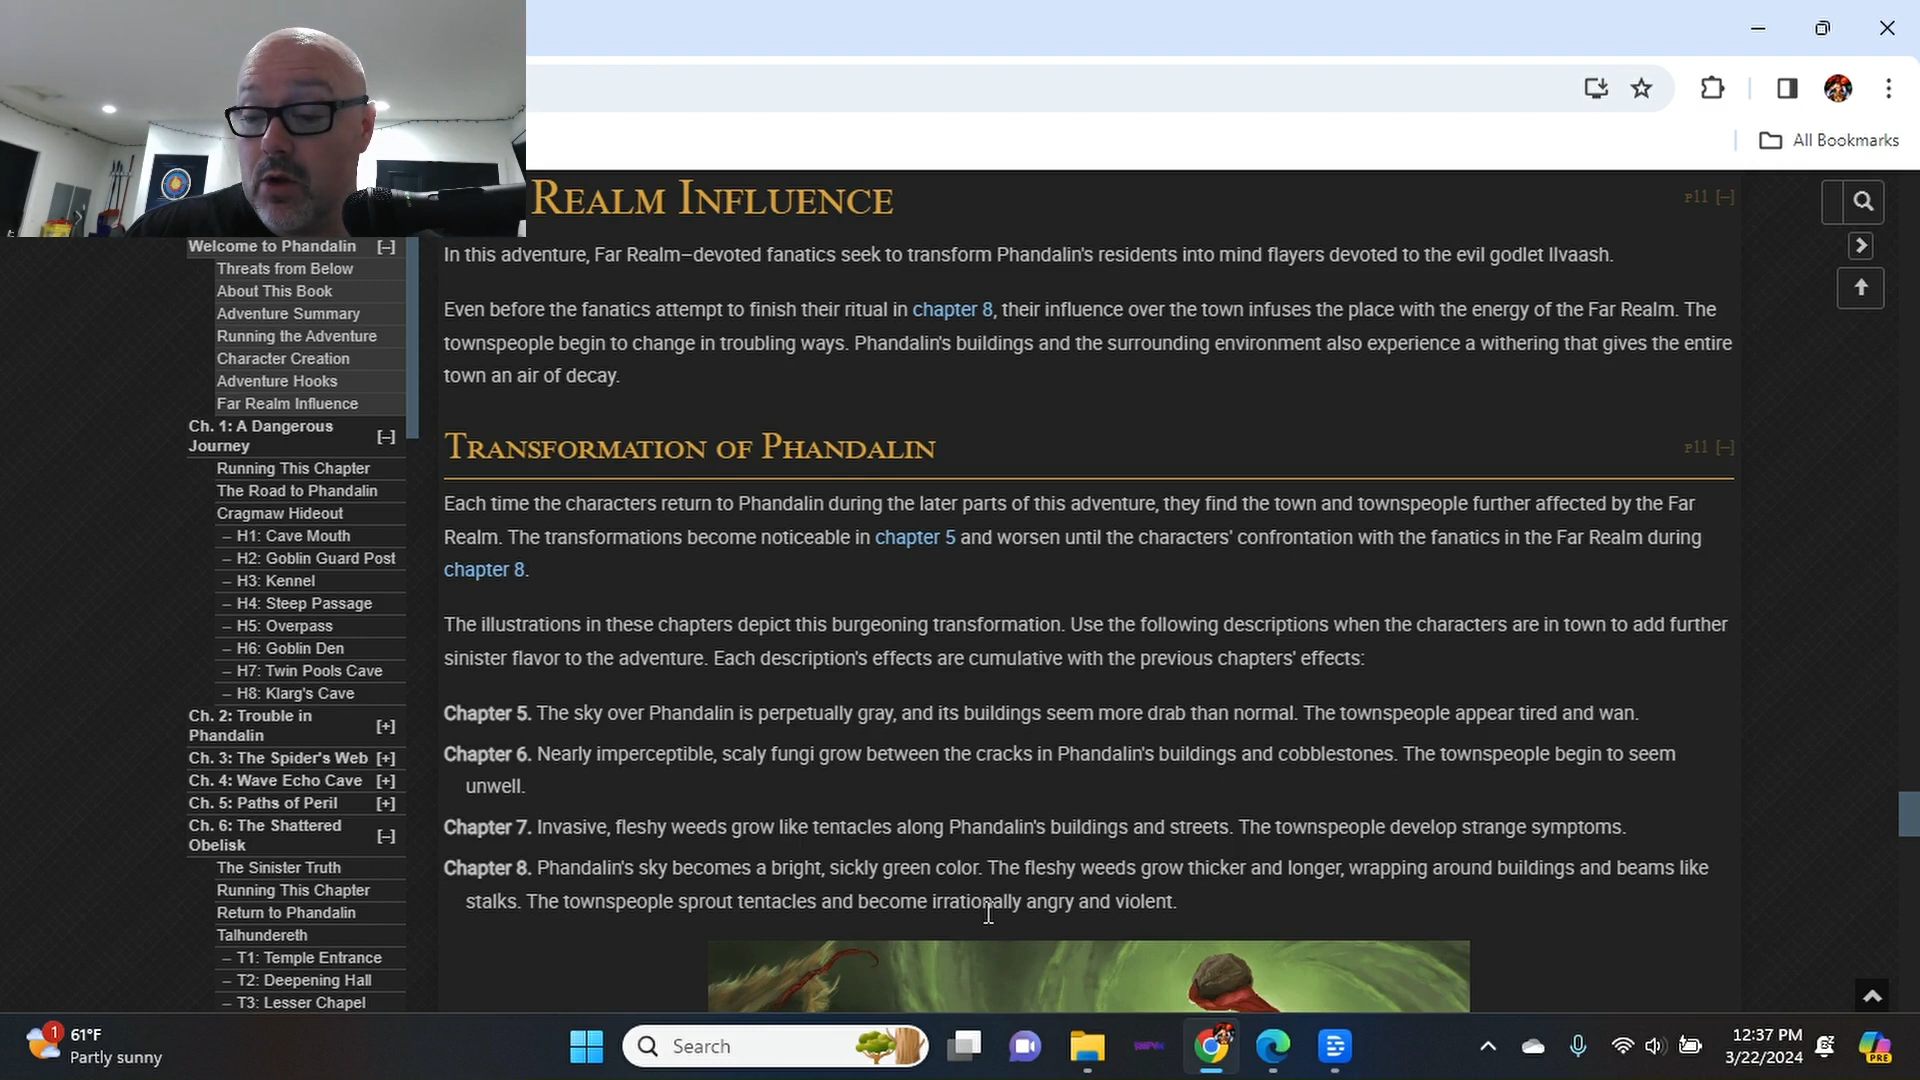 All Bookmarks
REALM INFLUENCE
P11 [–]
In this adventure, Far Realm–devoted fanatics seek to transform Phandalin's residents into mind flayers devoted to the evil godlet Ilvaash.
Even before the fanatics attempt to finish their ritual in chapter 8, their influence over the town infuses the place with the energy of the Far Realm. The
townspeople begin to change in troubling ways. Phandalin's buildings and the surrounding environment also experience a withering that gives the entire
town an air of decay.
TRANSFORMATION OF PHANDALIN
P11 [–]
Each time the characters return to Phandalin during the later parts of this adventure, they find the town and townspeople further affected by the Far
Realm. The transformations become noticeable in chapter 5 and worsen until the characters' confrontation with the fanatics in the Far Realm during
chapter 8.
The illustrations in these chapters depict this burgeoning transformation. Use the following descriptions when the characters are in town to add further
sinister flavor to the adventure. Each description's effects are cumulative with the previous chapters' effects:
Chapter 5. The sky over Phandalin is perpetually gray, and its buildings seem more drab than normal. The townspeople appear tired and wan.
Chapter 6. Nearly imperceptible, scaly fungi grow between the cracks in Phandalin's buildings and cobblestones. The townspeople begin to seem
unwell.
Chapter 7. Invasive, fleshy weeds grow like tentacles along Phandalin's buildings and streets. The townspeople develop strange symptoms.
Chapter 8. Phandalin's sky becomes a bright, sickly green color. The fleshy weeds grow thicker and longer, wrapping around buildings and beams like
stalks. The townspeople sprout tentacles and become irrationally angry and violent.
Welcome to Phandalin [–]
Threats from Below
About This Book
Adventure Summary
Running the Adventure
Character Creation
Adventure Hooks
Far Realm Influence
Ch. 1: A Dangerous
Journey [–]
Running This Chapter
The Road to Phandalin
Cragmaw Hideout
– H1: Cave Mouth
– H2: Goblin Guard Post
– H3: Kennel
– H4: Steep Passage
– H5: Overpass
– H6: Goblin Den
– H7: Twin Pools Cave
– H8: Klarg's Cave
Ch. 2: Trouble in
Phandalin [+]
Ch. 3: The Spider's Web [+]
Ch. 4: Wave Echo Cave [+]
Ch. 5: Paths of Peril [+]
Ch. 6: The Shattered
Obelisk [–]
The Sinister Truth
Running This Chapter
Return to Phandalin
Talhundereth
– T1: Temple Entrance
– T2: Deepening Hall
– T3: Lesser Chapel
1
61°F
Partly sunny
Search
12:37 PM
3/22/2024
PRE